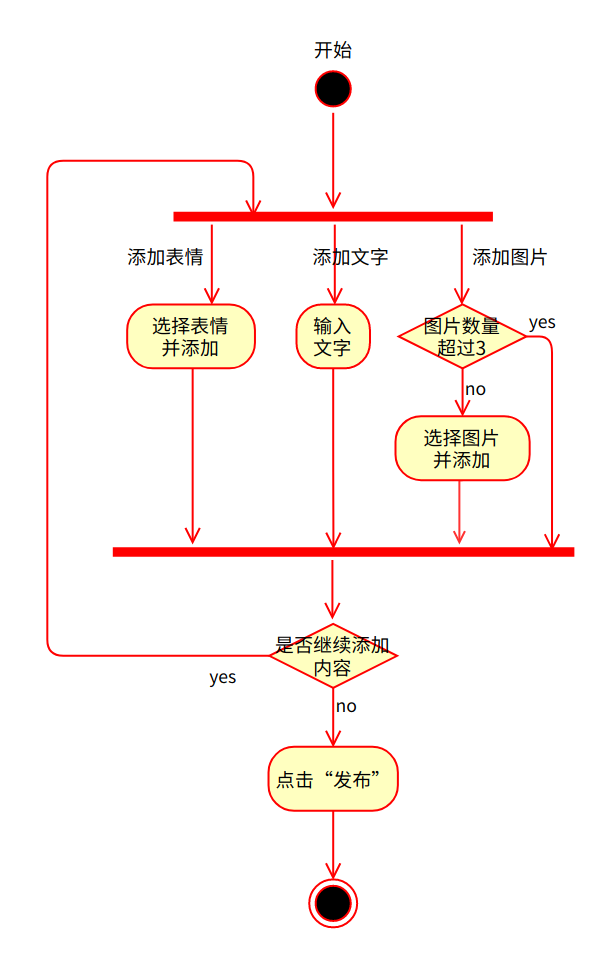 开始
添加表情
添加文字
添加图片
选择表情
并添加
输入
文字
图片数量
超过3
yes
no
选择图片
并添加
是否继续添加
内容
yes
no
点击“发布”